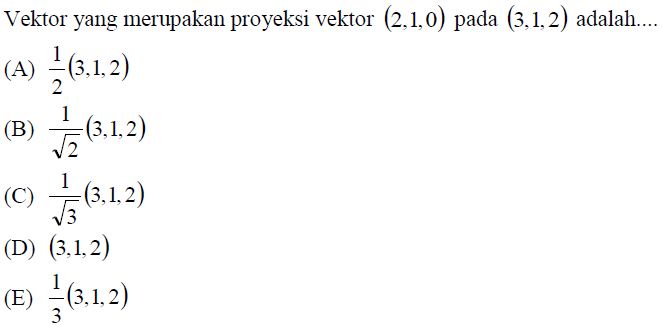 Vektor yang merupakan proyeksi vektor (2,1,0) pada (3,1,2) adalah....
(A) 1/2 (3,1,2)
(B) 1/√2 (3,1,2)
(C) 1/√3 (3,1,2)
(D) (3,1,2)
(E) 1/3 (3,1,2)